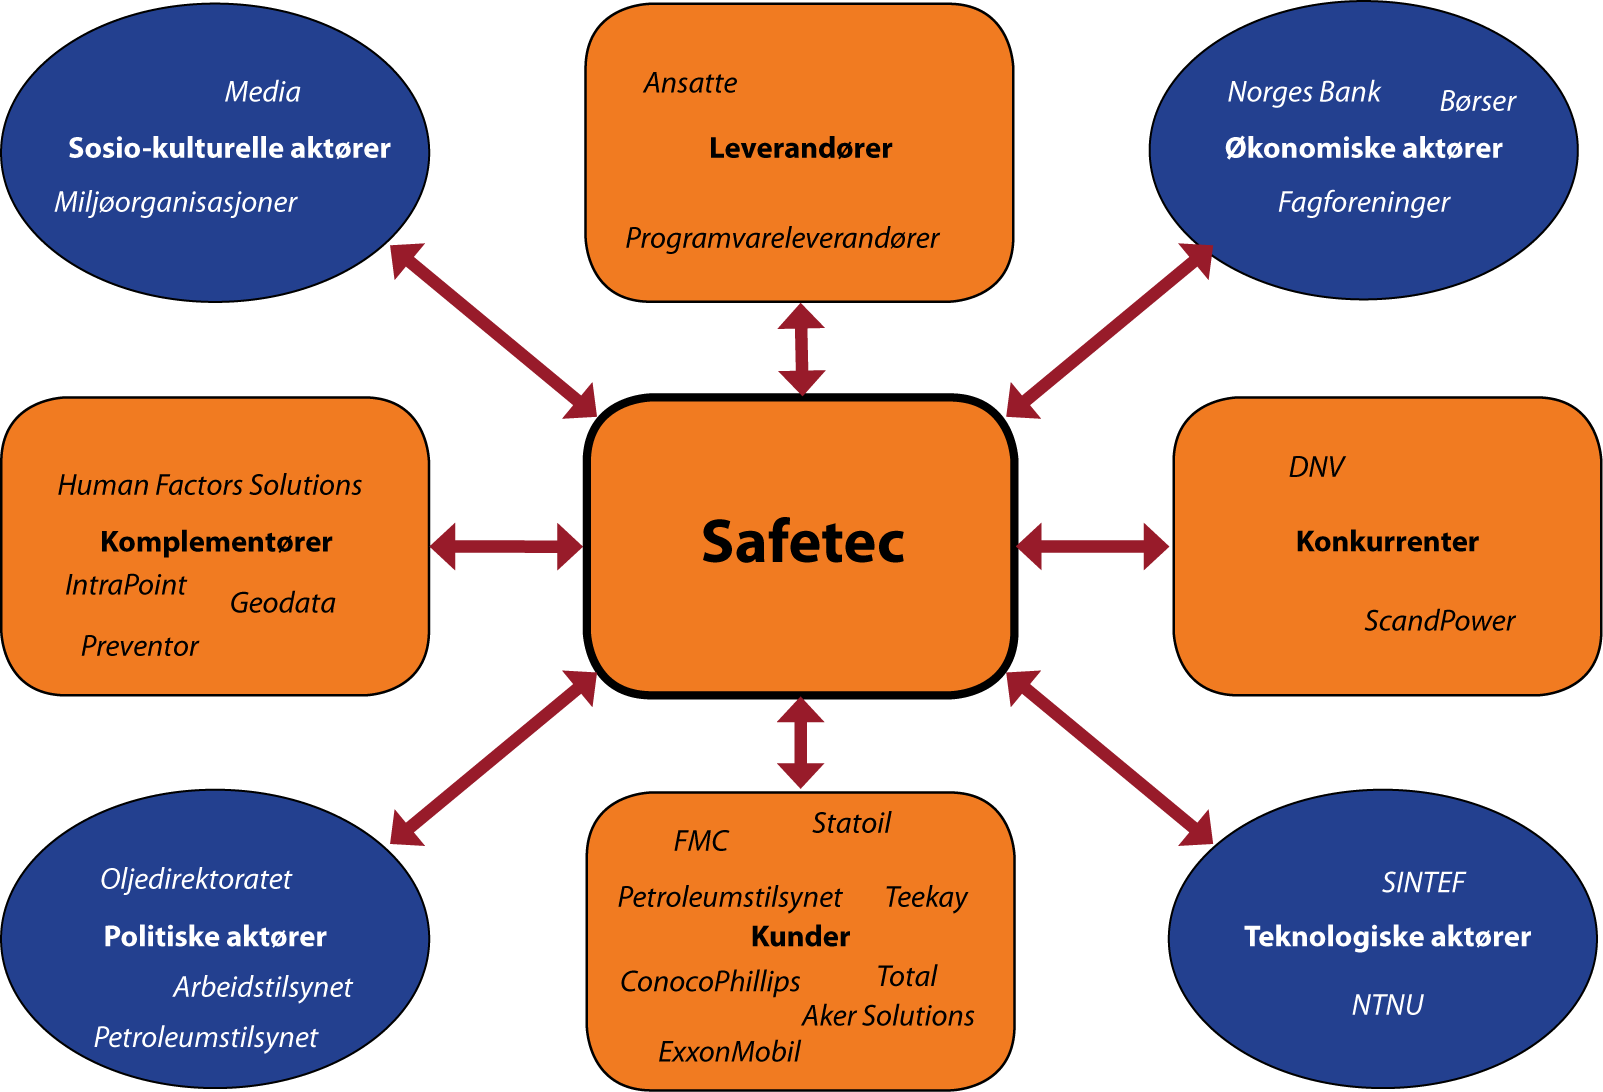 Media
Sosio-kulturelle aktører
Miljøorganisasjoner
Ansatte
Leverandører
Programvareleverandører
Norges Bank
Børser
Økonomiske aktører
Fagforeninger
Human Factors Solutions
Komplementører
IntraPoint
Geodata
Preventor
Safetec
DNV
Konkurrenter
ScandPower
Oljedirektoratet
Politiske aktører
Arbeidstilsynet
Petroleumstilsynet
Statoil
FMC
Petroleumstilsynet
Teekay
Kunder
ConocoPhillips
Total
Aker Solutions
ExxonMobil
SINTEF
Teknologiske aktører
NTNU